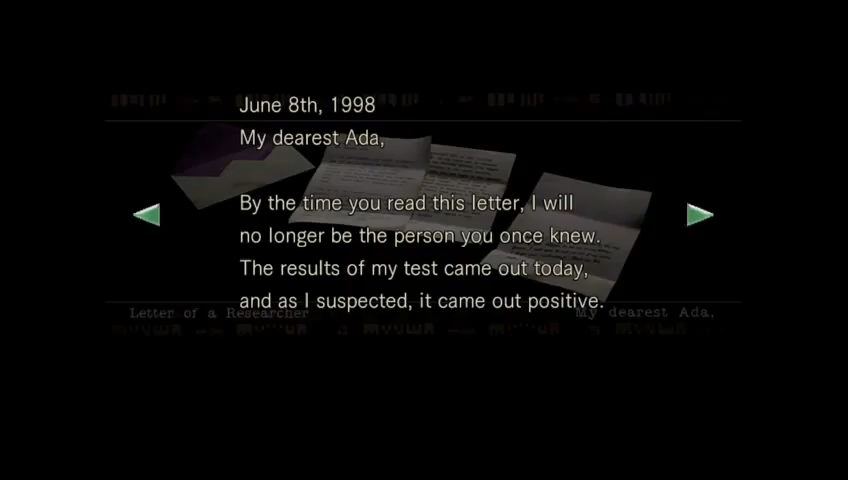 June 8th, 1998
My dearest Ada,
By the time you read this letter, I will
no longer be the person you once knew.
The results of my test came out today,
and as I suspected, it came out positive.
Letter of a Researcher
My dearest Ada,